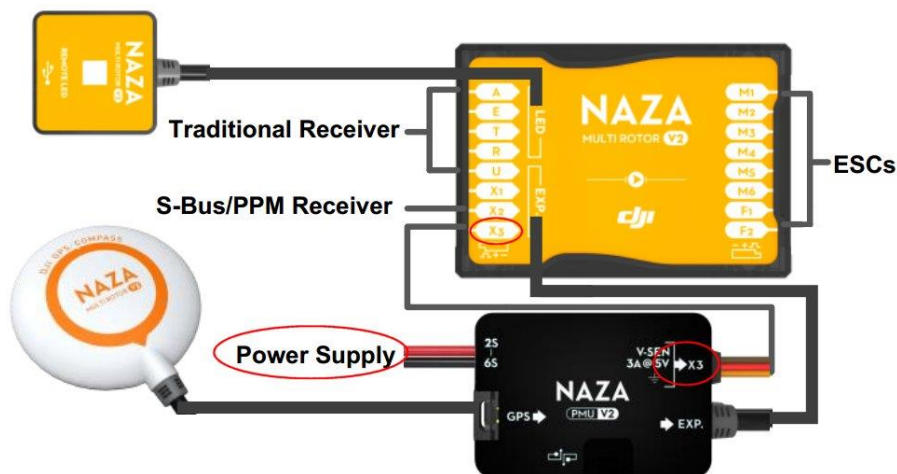 REMOTE LED
NAZA
MULTI ROTOR V2
Traditional Receiver
S-Bus/PPM Receiver
A
E
T
R
U
X1
X2
X3
LED
EXP.
NAZA
MULTI ROTOR V2
dji
M1
M2
M3
M4
M5
M6
F1
F2
ESCs
DJI GPS/COMPASS
NAZA
MULTI ROTOR V2
Power Supply
2S
6S
V-SEN
3A@5V
X3
NAZA
PMU V2
GPS
EXP.